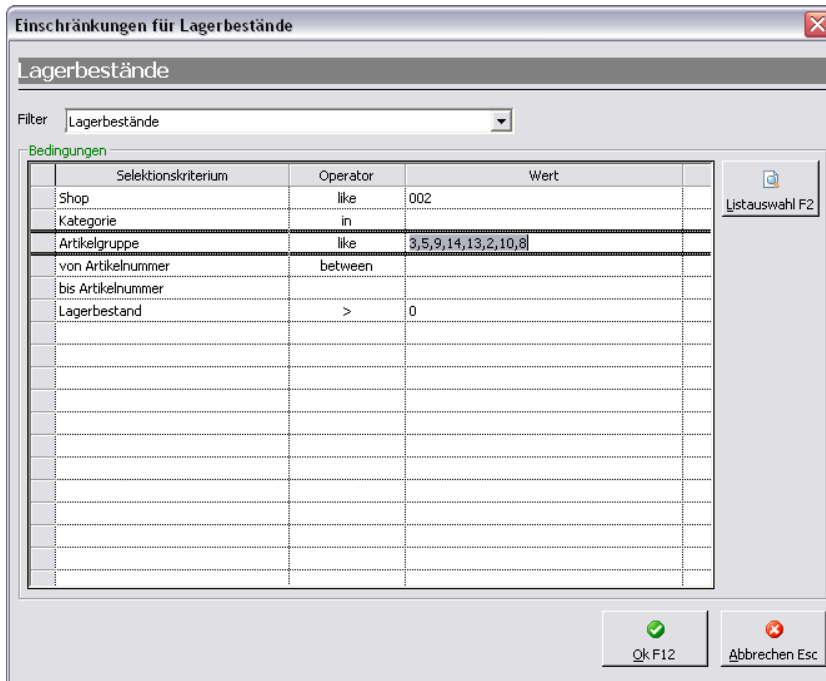 Einschränkungen für Lagerbestände
Lagerbestände
Filter Lagerbestände
Bedingungen
Selektionskriterium Operator Wert
Shop like 002
Kategorie in
Artikelgruppe like 3,5,9,14,13,2,10,8
von Artikelnummer between
bis Artikelnummer
Lagerbestand > 0
Listauswahl F2
Ok F12
Abbrechen Esc